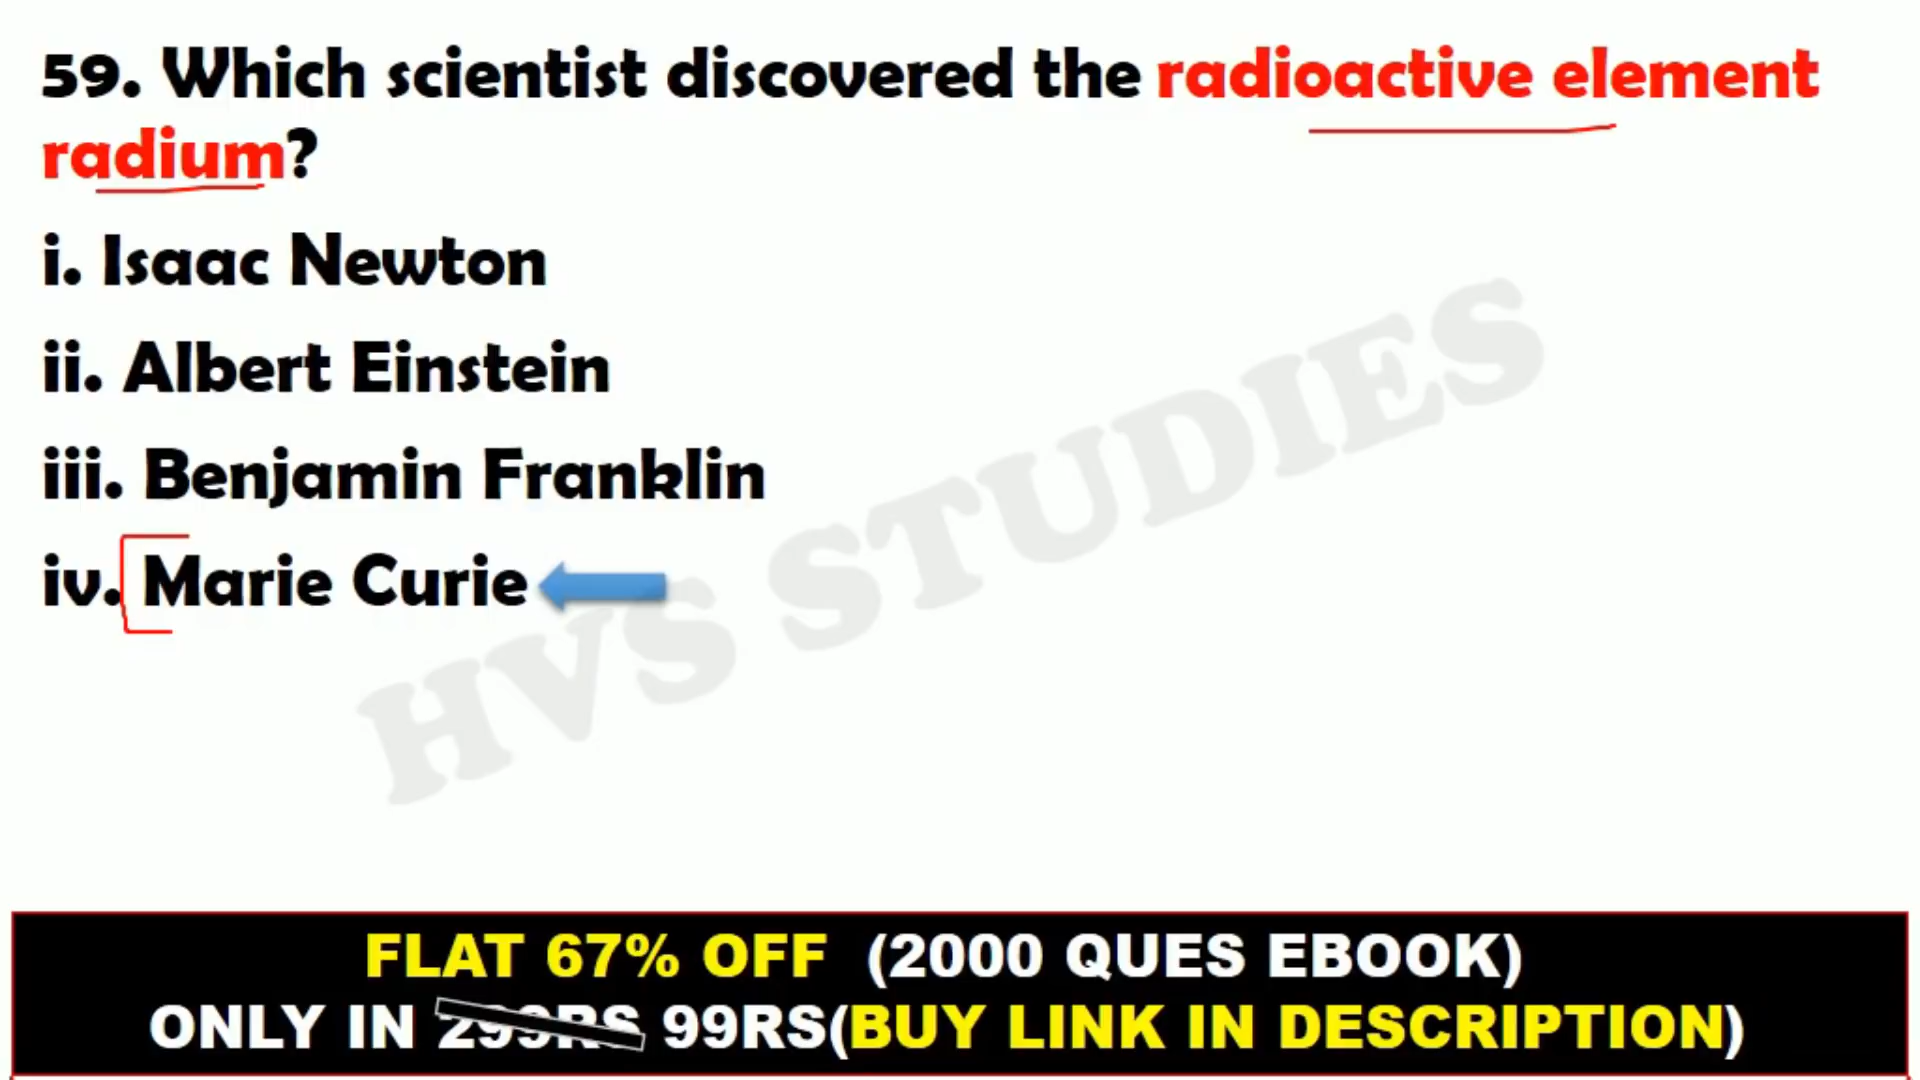 59. Which scientist discovered the radioactive element
radium?
i. Isaac Newton
ii. Albert Einstein
iii. Benjamin Franklin
iv. Marie Curie
HVS STUDIES
FLAT 67% OFF (2000 QUES EBOOK)
ONLY IN 299RS 99RS(BUY LINK IN DESCRIPTION)